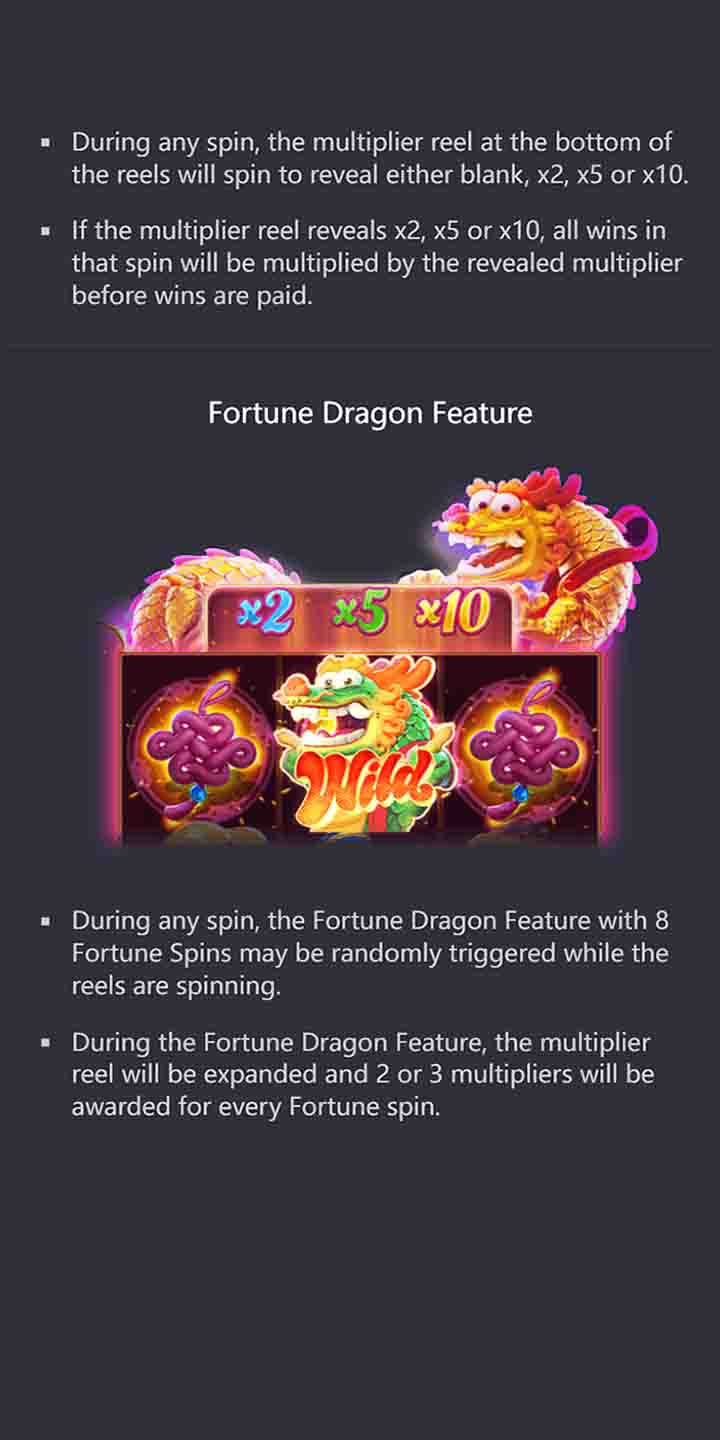 ▪ During any spin, the multiplier reel at the bottom of
the reels will spin to reveal either blank, x2, x5 or x10.
▪ If the multiplier reel reveals x2, x5 or x10, all wins in
that spin will be multiplied by the revealed multiplier
before wins are paid.
Fortune Dragon Feature
x2 x5 x10
Wild
▪ During any spin, the Fortune Dragon Feature with 8
Fortune Spins may be randomly triggered while the
reels are spinning.
▪ During the Fortune Dragon Feature, the multiplier
reel will be expanded and 2 or 3 multipliers will be
awarded for every Fortune spin.